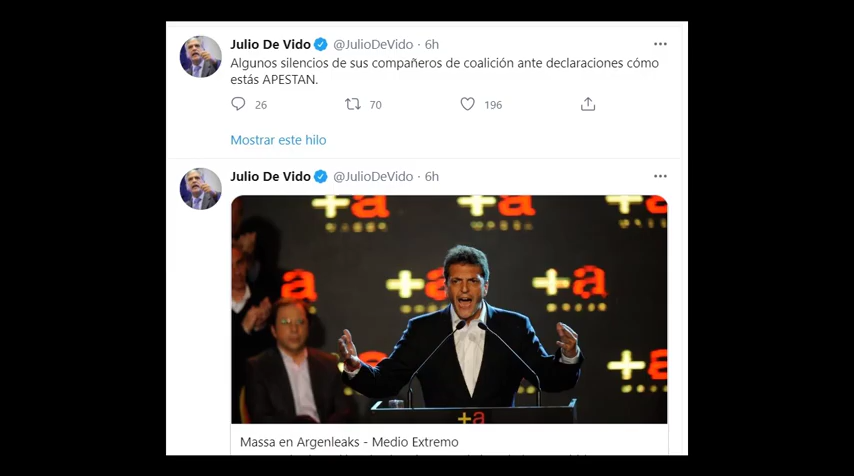 Julio De Vido @JulioDeVido · 6h
Algunos silencios de sus compañeros de coalición ante declaraciones cómo
estás APESTAN.
26 70 196
Mostrar este hilo
Julio De Vido @JulioDeVido · 6h
+a +a +a
+a +a
+a +a
+a
Massa en Argenleaks - Medio Extremo